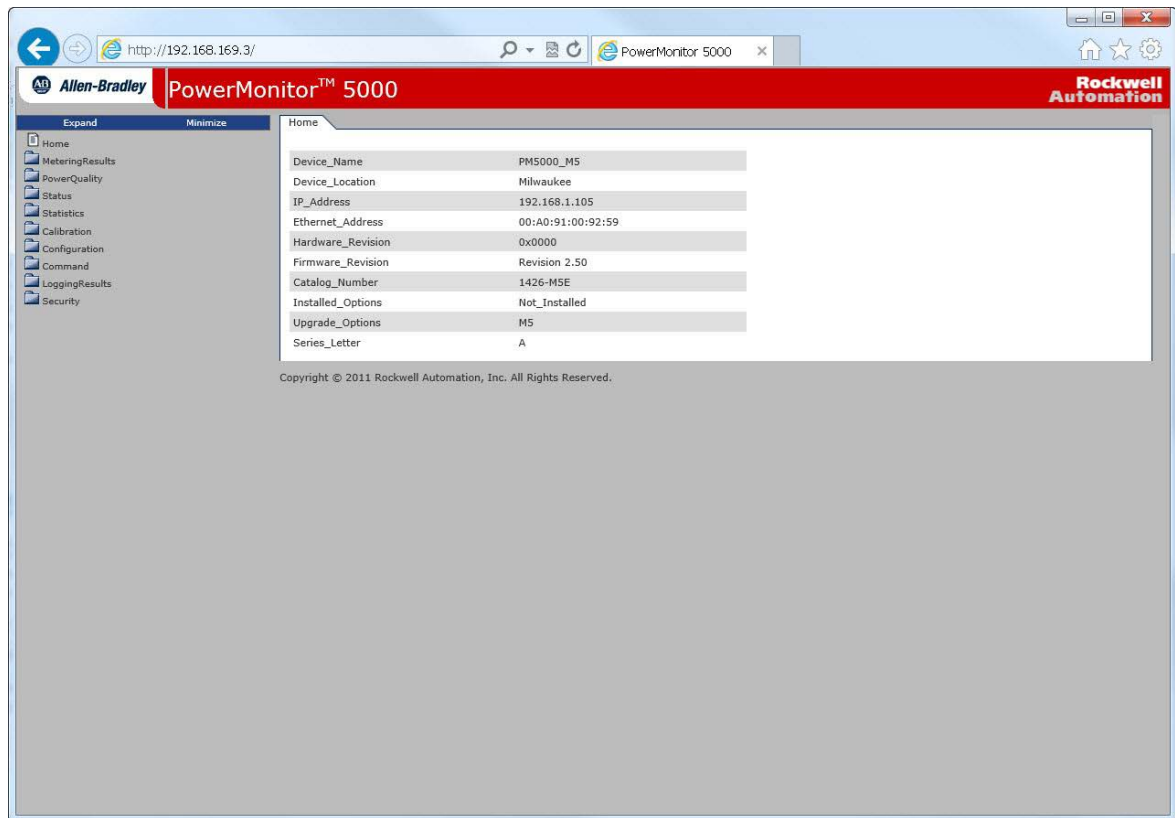 http://192.168.169.3/
PowerMonitor 5000
AB Allen-Bradley
PowerMonitor™ 5000
Rockwell Automation
Expand Minimize
Home
MeteringResults
PowerQuality
Status
Statistics
Calibration
Configuration
Command
LoggingResults
Security
Home
Device_Name PM5000_M5
Device_Location Milwaukee
IP_Address 192.168.1.105
Ethernet_Address 00:A0:91:00:92:59
Hardware_Revision 0x0000
Firmware_Revision Revision 2.50
Catalog_Number 1426-M5E
Installed_Options Not_Installed
Upgrade_Options M5
Series_Letter A
Copyright © 2011 Rockwell Automation, Inc. All Rights Reserved.